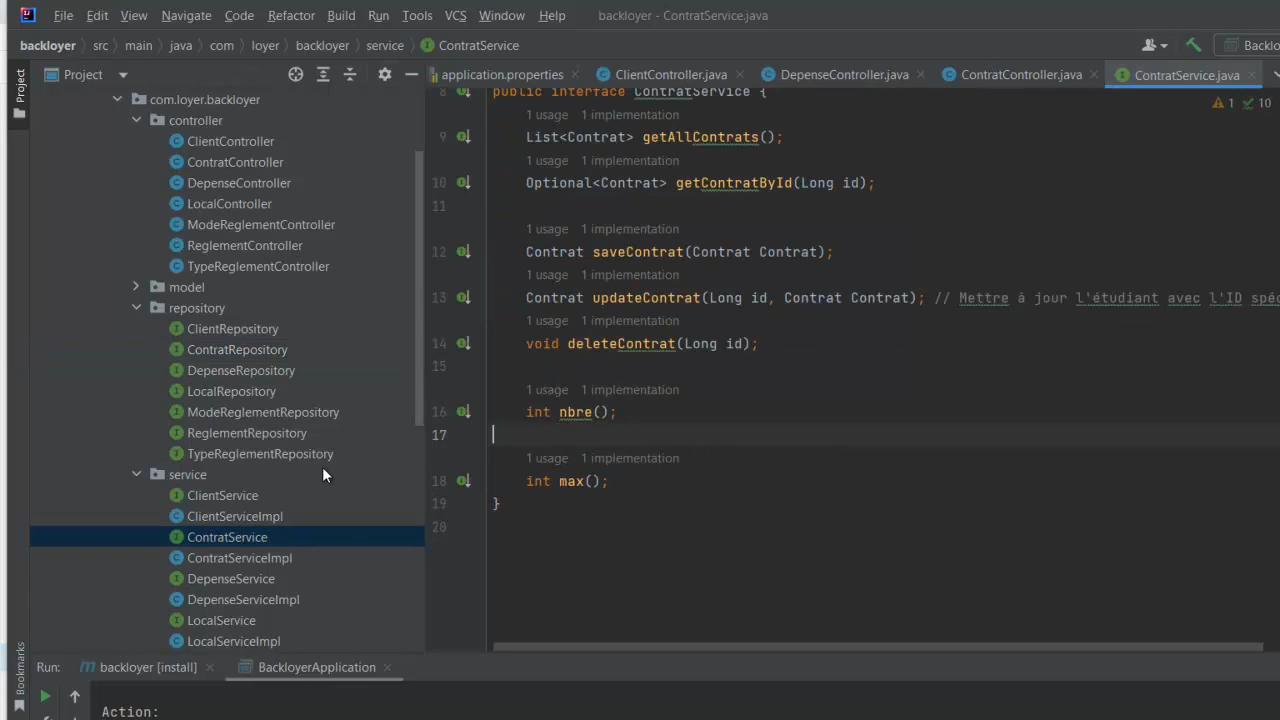 File Edit View Navigate Code Refactor Build Run Tools VCS Window Help backloyer - ContratService.java
backloyer src main java com loyer backloyer service ContratService Backlo
Project
Project
com.loyer.backloyer
controller
ClientController
ContratController
DepenseController
LocalController
ModeReglementController
ReglementController
TypeReglementController
model
repository
ClientRepository
ContratRepository
DepenseRepository
LocalRepository
ModeReglementRepository
ReglementRepository
TypeReglementRepository
service
ClientService
ClientServiceImpl
ContratService
ContratServiceImpl
DepenseService
DepenseServiceImpl
LocalService
LocalServiceImpl
application.properties ClientController.java DepenseController.java ContratController.java ContratService.java
1 10
8 public interface ContratService {
1 usage 1 implementation
9 List<Contrat> getAllContrats();
1 usage 1 implementation
10 Optional<Contrat> getContratById(Long id);
11
1 usage 1 implementation
12 Contrat saveContrat(Contrat Contrat);
1 usage 1 implementation
13 Contrat updateContrat(Long id, Contrat Contrat); // Mettre à jour l'étudiant avec l'ID spé
1 usage 1 implementation
14 void deleteContrat(Long id);
15
1 usage 1 implementation
16 int nbre();
17
1 usage 1 implementation
18 int max();
19 }
20
Bookmarks
Run: backloyer [install] BackloyerApplication
Action: